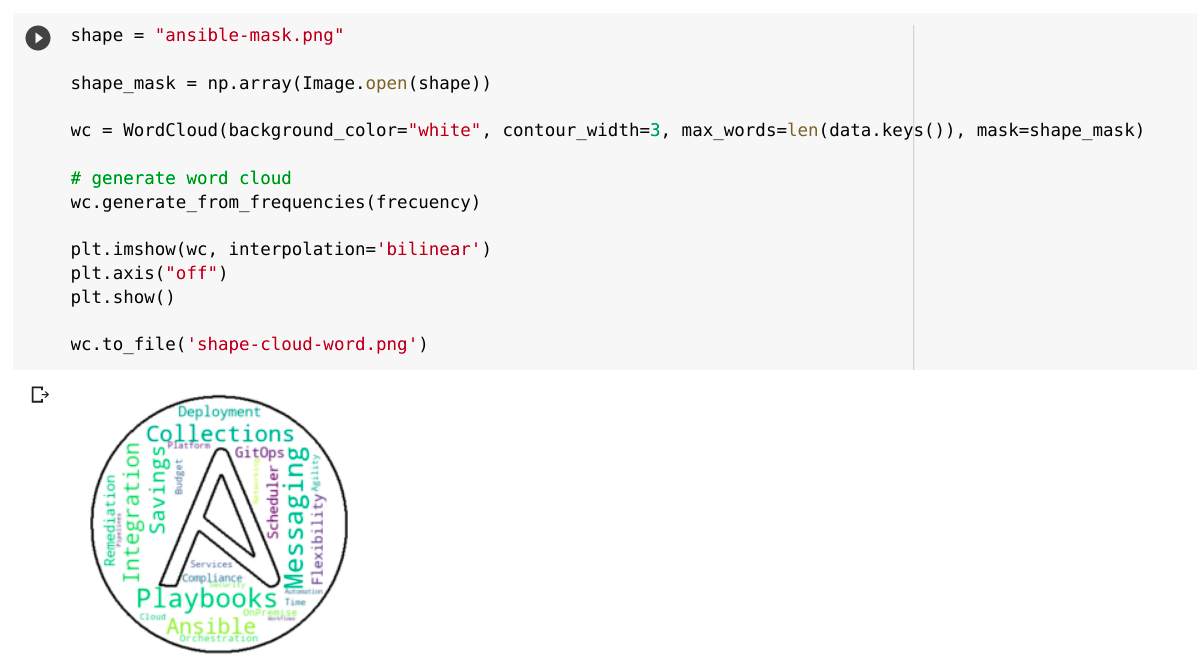 shape = "ansible-mask.png"
shape_mask = np.array(Image.open(shape))
wc = WordCloud(background_color="white", contour_width=3, max_words=len(data.keys()), mask=shape_mask)
# generate word cloud
wc.generate_from_frequencies(frecuency)
plt.imshow(wc, interpolation='bilinear')
plt.axis("off")
plt.show()
wc.to_file('shape-cloud-word.png')
Deployment
Collections
Platform
GitOps
Savings
Budget
Integration
Remediation
Pipelines
Networking
Scheduler
Messaging
Agility
Flexibility
Services
Compliance
Security
Automation
Playbooks
Time
Cloud
OnPremise
Workflows
Ansible
Orchestration